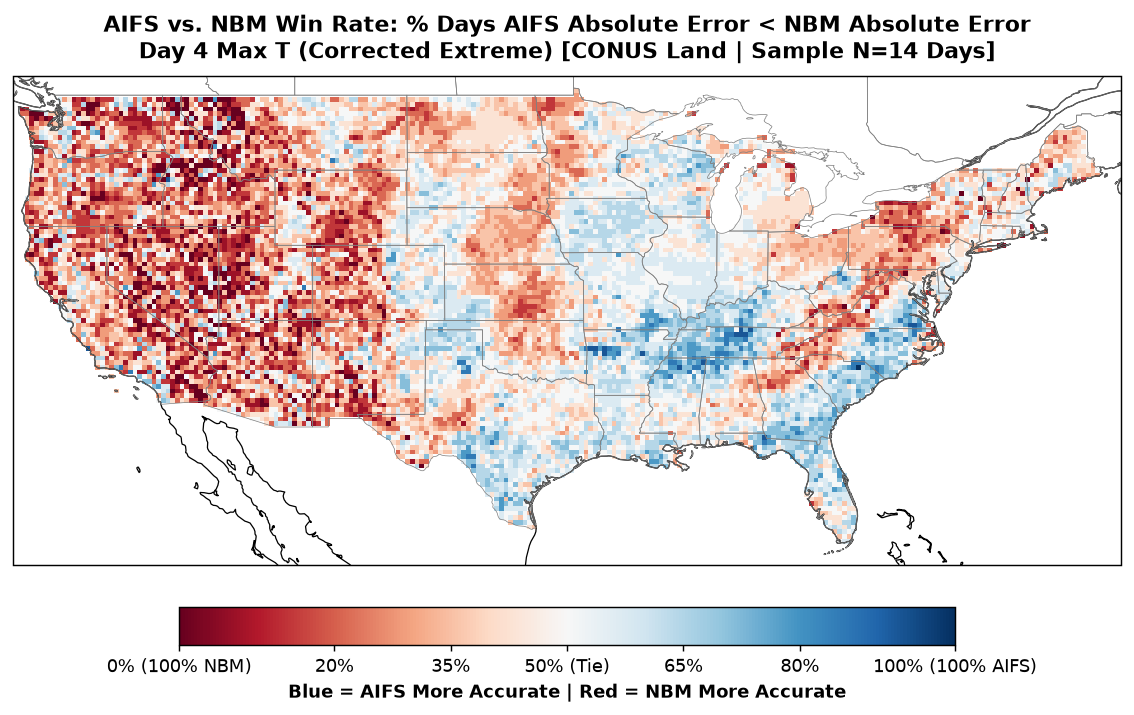 AIFS vs. NBM Win Rate: % Days AIFS Absolute Error < NBM Absolute Error
Day 4 Max T (Corrected Extreme) [CONUS Land | Sample N=14 Days]
0% (100% NBM) 20% 35% 50% (Tie) 65% 80% 100% (100% AIFS)
Blue = AIFS More Accurate | Red = NBM More Accurate